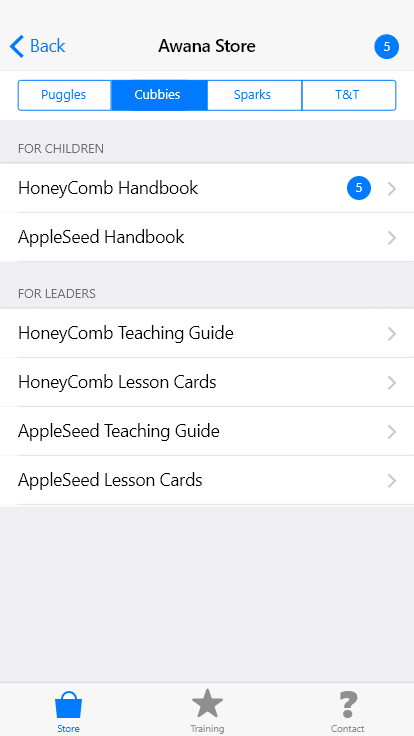 Back Awana Store 5
Puggles Cubbies Sparks T&T
FOR CHILDREN
HoneyComb Handbook 5
AppleSeed Handbook
FOR LEADERS
HoneyComb Teaching Guide
HoneyComb Lesson Cards
AppleSeed Teaching Guide
AppleSeed Lesson Cards
Store Training Contact